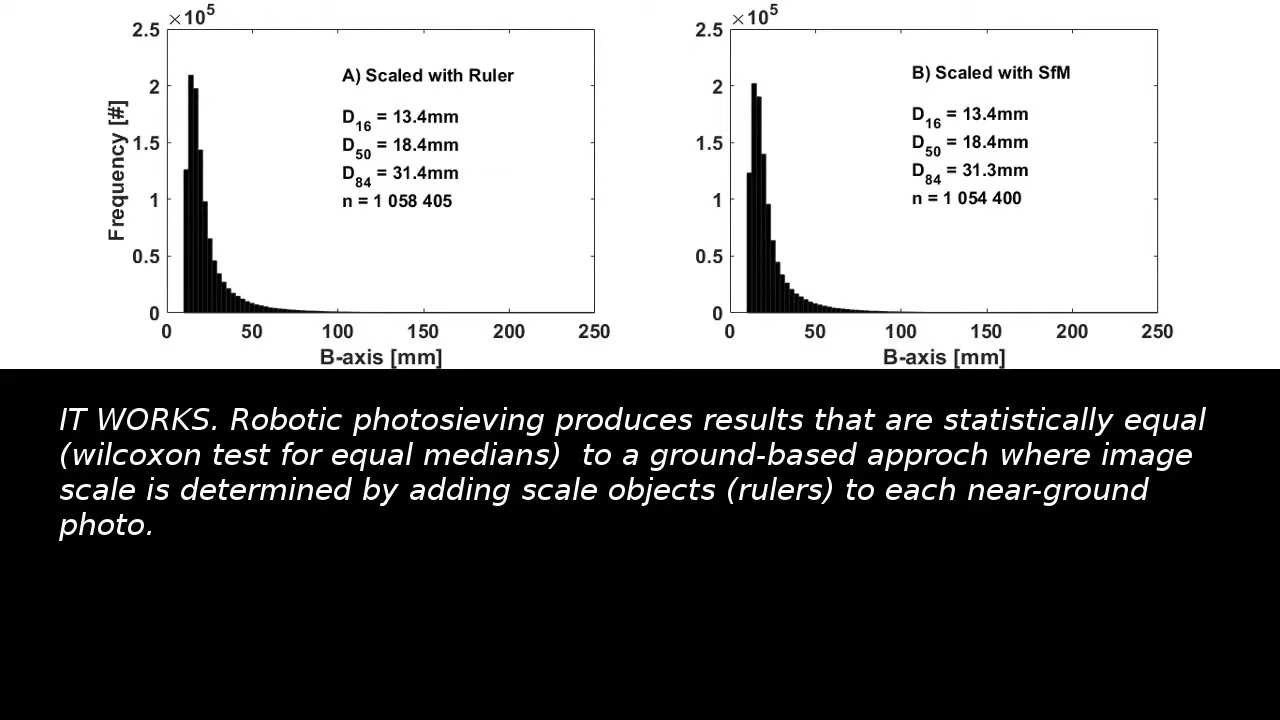 ×10⁵
2.5
2
1.5
1
0.5
0
Frequency [#]
A) Scaled with Ruler
D16 = 13.4mm
D50 = 18.4mm
D84 = 31.4mm
n = 1 058 405
0 50 100 150 200 250
B-axis [mm]
×10⁵
2.5
2
1.5
1
0.5
0
B) Scaled with SfM
D16 = 13.4mm
D50 = 18.4mm
D84 = 31.3mm
n = 1 054 400
0 50 100 150 200 250
B-axis [mm]
IT WORKS. Robotic photosieving produces results that are statistically equal
(wilcoxon test for equal medians)  to a ground-based approch where image
scale is determined by adding scale objects (rulers) to each near-ground
photo.